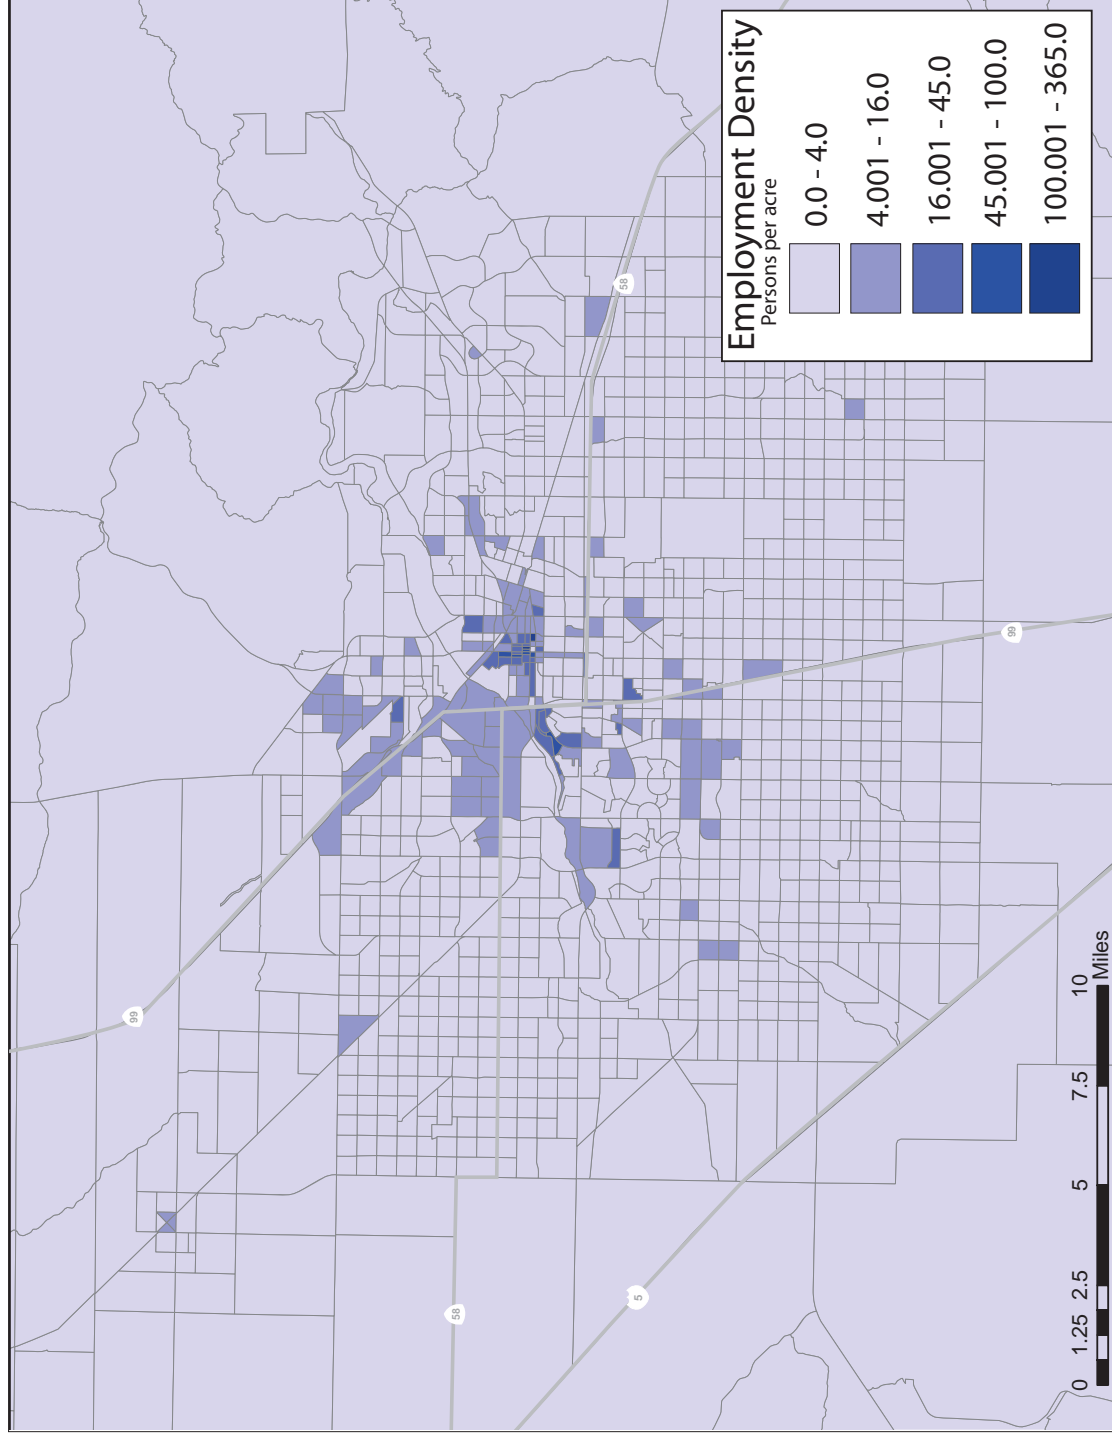 Employment Density
Persons per acre
0.0 - 4.0
4.001 - 16.0
16.001 - 45.0
45.001 - 100.0
100.001 - 365.0
99
58
58
99
5
0 1.25 2.5 5 7.5 10
Miles